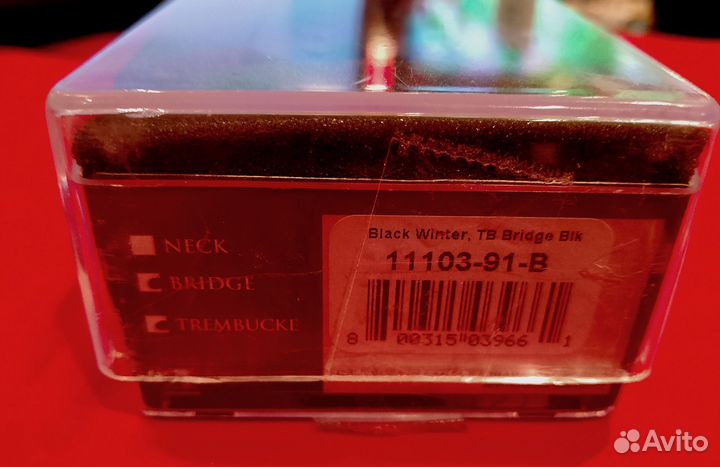 NECK
BRIDGE
TREMBUCKE
Black Winter, TB Bridge Blk
11103-91-B
8 00315 03966 1
Avito